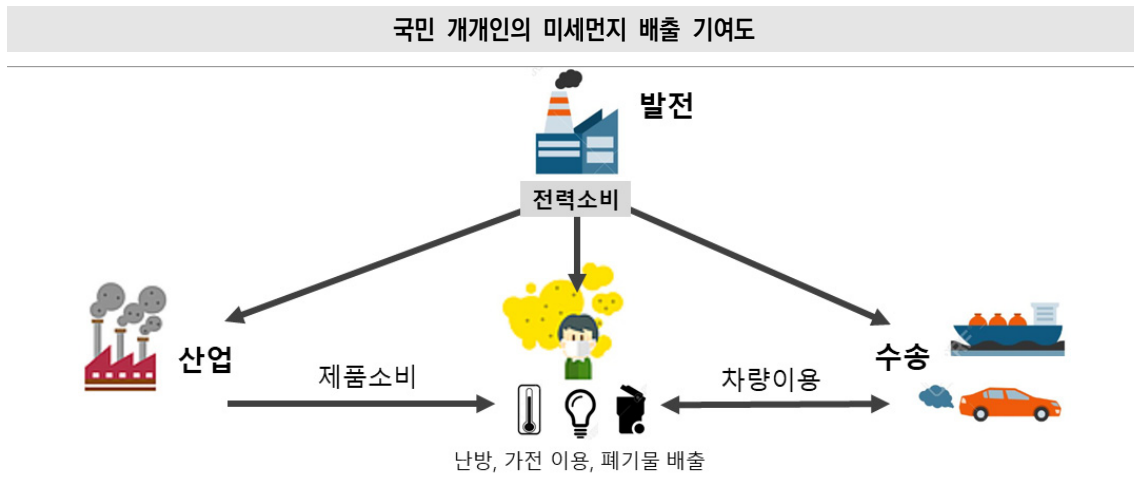 국민 개개인의 미세먼지 배출 기여도
발전
전력소비
산업
수송
제품소비
차량이용
난방, 가전 이용, 폐기물 배출